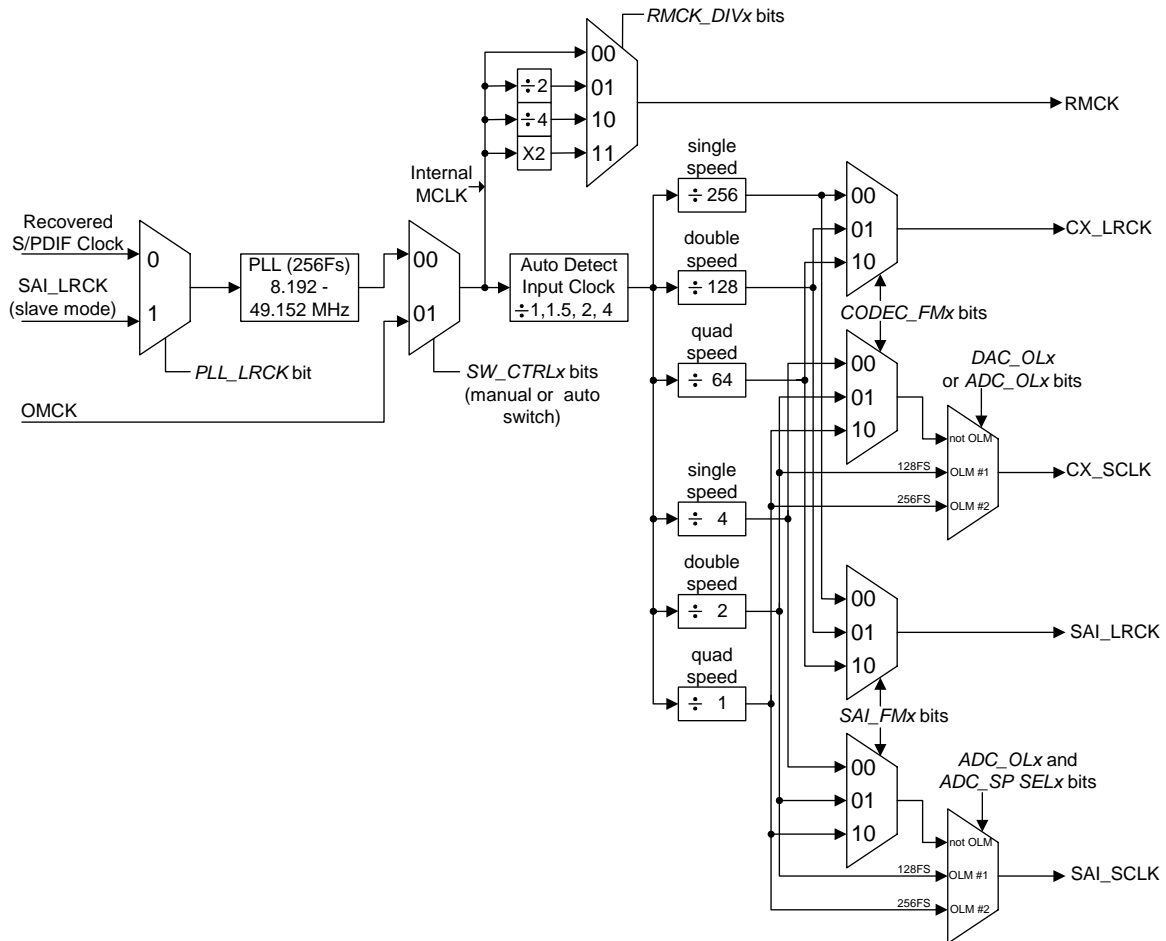 RMCK_DIVx bits
00
÷2
01
÷4
10
X2
11
RMCK
Internal
MCLK
single
speed
÷ 256
00
01
10
CX_LRCK
Recovered
S/PDIF Clock
0
SAI_LRCK
(slave mode)
1
PLL (256Fs)
8.192 -
49.152 MHz
00
01
Auto Detect
Input Clock
÷1,1.5, 2, 4
double
speed
÷ 128
CODEC_FMx bits
PLL_LRCK bit
SW_CTRLx bits
(manual or auto
switch)
OMCK
quad
speed
÷ 64
00
01
10
DAC_OLx
or ADC_OLx bits
not OLM
128FS
OLM #1
256FS
OLM #2
CX_SCLK
single
speed
÷ 4
double
speed
÷ 2
00
01
10
SAI_LRCK
quad
speed
÷ 1
SAI_FMx bits
00
01
10
ADC_OLx and
ADC_SP SELx bits
not OLM
128FS
OLM #1
256FS
OLM #2
SAI_SCLK